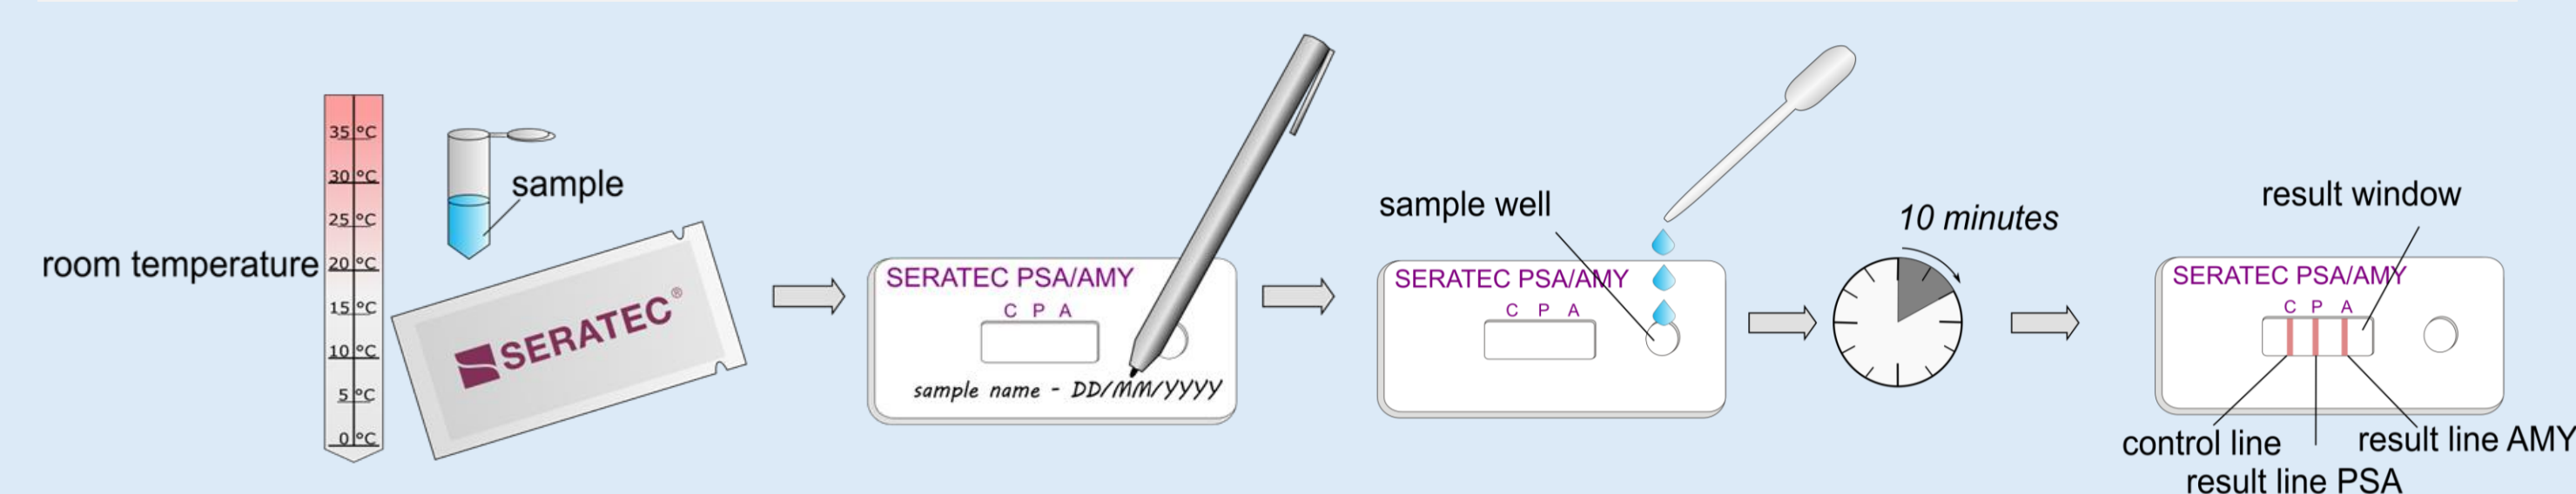 room temperature
35 °C
30 °C
25 °C
20 °C
15 °C
10 °C
5 °C
0 °C
sample
SERATEC®
SERATEC PSA/AMY
C P A
sample name - DD/MM/YYYY
sample well
SERATEC PSA/AMY
C P A
10 minutes
result window
SERATEC PSA/AMY
C P A
control line
result line PSA
result line AMY